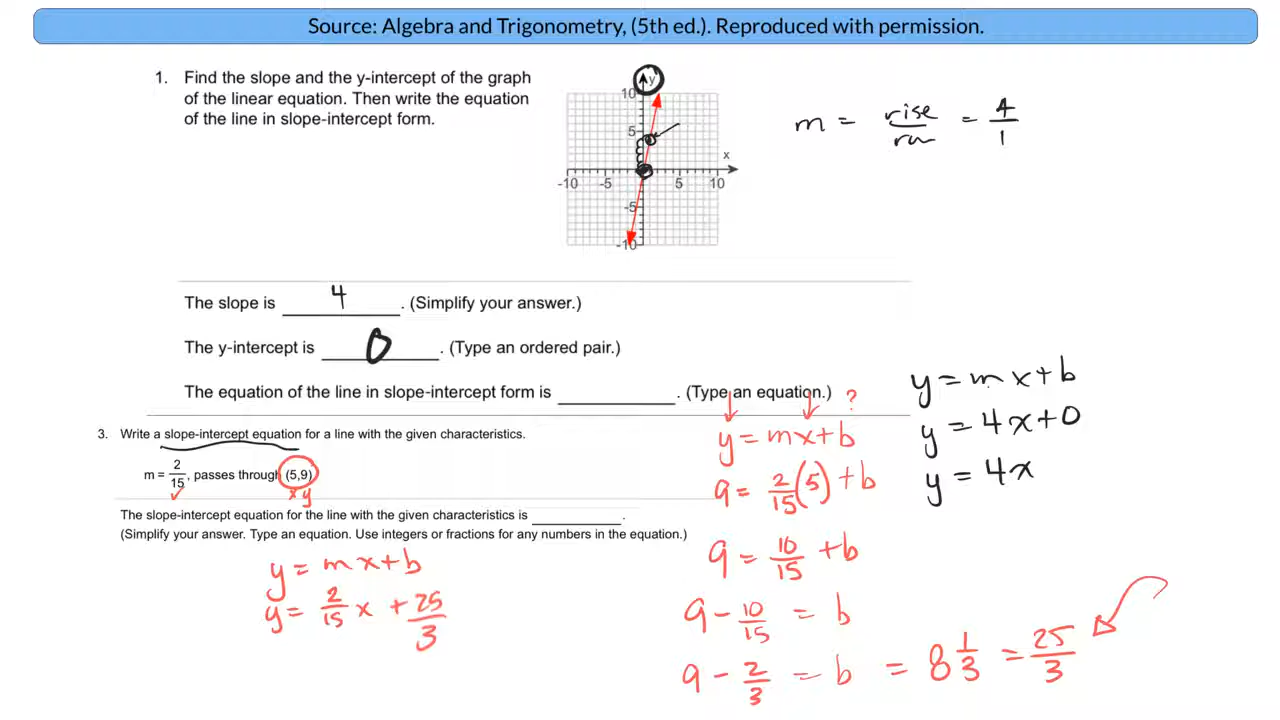 Source: Algebra and Trigonometry, (5th ed.). Reproduced with permission.
1. Find the slope and the y-intercept of the graph
of the linear equation. Then write the equation
of the line in slope-intercept form.
y
10
5
x
-10 -5 5 10
-5
-10
m = rise/run = 4/1
The slope is 4 . (Simplify your answer.)
The y-intercept is 0 . (Type an ordered pair.)
The equation of the line in slope-intercept form is ____ . (Type an equation.)
y = mx+b
y = 4x+0
y = 4x
3. Write a slope-intercept equation for a line with the given characteristics.
m = 2/15, passes through (5,9)
x y
The slope-intercept equation for the line with the given characteristics is ____ .
(Simplify your answer. Type an equation. Use integers or fractions for any numbers in the equation.)
y = mx+b
y = 2/15 x + 25/3
?
y = mx+b
9 = 2/15 (5) + b
9 = 10/15 + b
9 - 10/15 = b
9 - 2/3 = b = 8 1/3 = 25/3